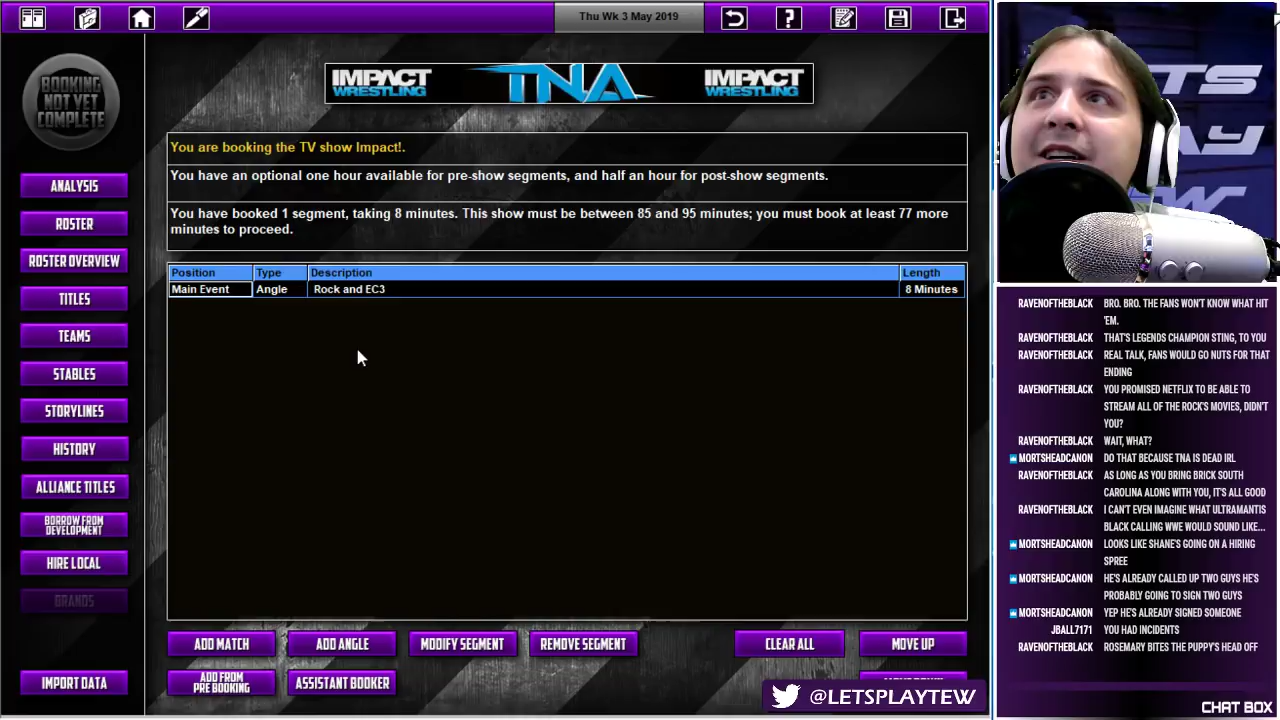 Thu Wk 3 May 2019
BOOKING
NOT YET
COMPLETE
IMPACT
WRESTLING
TNA
IMPACT
WRESTLING
You are booking the TV show Impact!.
You have an optional one hour available for pre-show segments, and half an hour for post-show segments.
You have booked 1 segment, taking 8 minutes. This show must be between 85 and 95 minutes; you must book at least 77 more
minutes to proceed.
Position Type Description Length
Main Event Angle Rock and EC3 8 Minutes
ANALYSIS
ROSTER
ROSTER OVERVIEW
TITLES
TEAMS
STABLES
STORYLINES
HISTORY
ALLIANCE TITLES
BORROW FROM
DEVELOPMENT
HIRE LOCAL
BRANDS
IMPORT DATA
ADD MATCH
ADD ANGLE
MODIFY SEGMENT
REMOVE SEGMENT
CLEAR ALL
MOVE UP
ADD FROM
PRE BOOKING
ASSISTANT BOOKER
@LETSPLAYTEW
RAVENOFTHEBLACK BRO. BRO. THE FANS WON'T KNOW WHAT HIT
'EM.
RAVENOFTHEBLACK THAT'S LEGENDS CHAMPION STING, TO YOU
RAVENOFTHEBLACK REAL TALK, FANS WOULD GO NUTS FOR THAT
ENDING
RAVENOFTHEBLACK YOU PROMISED NETFLIX TO BE ABLE TO
STREAM ALL OF THE ROCK'S MOVIES, DIDN'T
YOU?
RAVENOFTHEBLACK WAIT, WHAT?
MORTSHEADCANON DO THAT BECAUSE TNA IS DEAD IRL
RAVENOFTHEBLACK AS LONG AS YOU BRING BRICK SOUTH
CAROLINA ALONG WITH YOU, IT'S ALL GOOD
RAVENOFTHEBLACK I CAN'T EVEN IMAGINE WHAT ULTRAMANTIS
BLACK CALLING WWE WOULD SOUND LIKE...
MORTSHEADCANON LOOKS LIKE SHANE'S GOING ON A HIRING
SPREE
MORTSHEADCANON HE'S ALREADY CALLED UP TWO GUYS HE'S
PROBABLY GOING TO SIGN TWO GUYS
MORTSHEADCANON YEP HE'S ALREADY SIGNED SOMEONE
JBALL7171 YOU HAD INCIDENTS
RAVENOFTHEBLACK ROSEMARY BITES THE PUPPY'S HEAD OFF
CHAT BOX